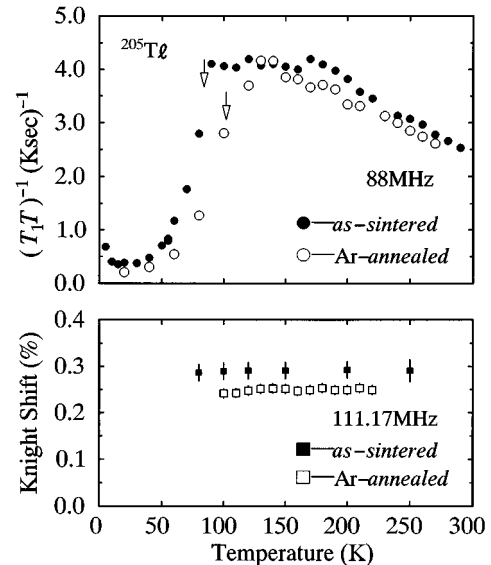 ²⁰⁵Tℓ
5.0
4.0
3.0
2.0
1.0
0.0
(T₁T)⁻¹ (Ksec)⁻¹
88MHz
as-sintered
Ar-annealed
0.4
0.3
0.2
0.1
0.0
Knight Shift (%)
111.17MHz
as-sintered
Ar-annealed
0 50 100 150 200 250 300
Temperature (K)